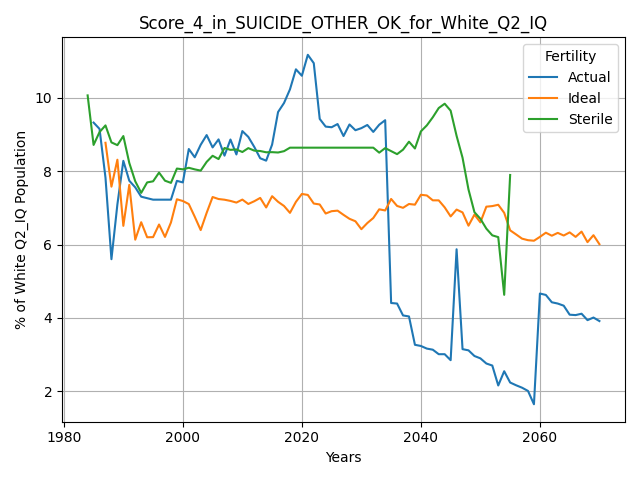 Score_4_in_SUICIDE_OTHER_OK_for_White_Q2_IQ
Fertility
Actual
Ideal
Sterile
% of White Q2_IQ Population
10
8
6
4
2
1980
2000
2020
2040
2060
Years